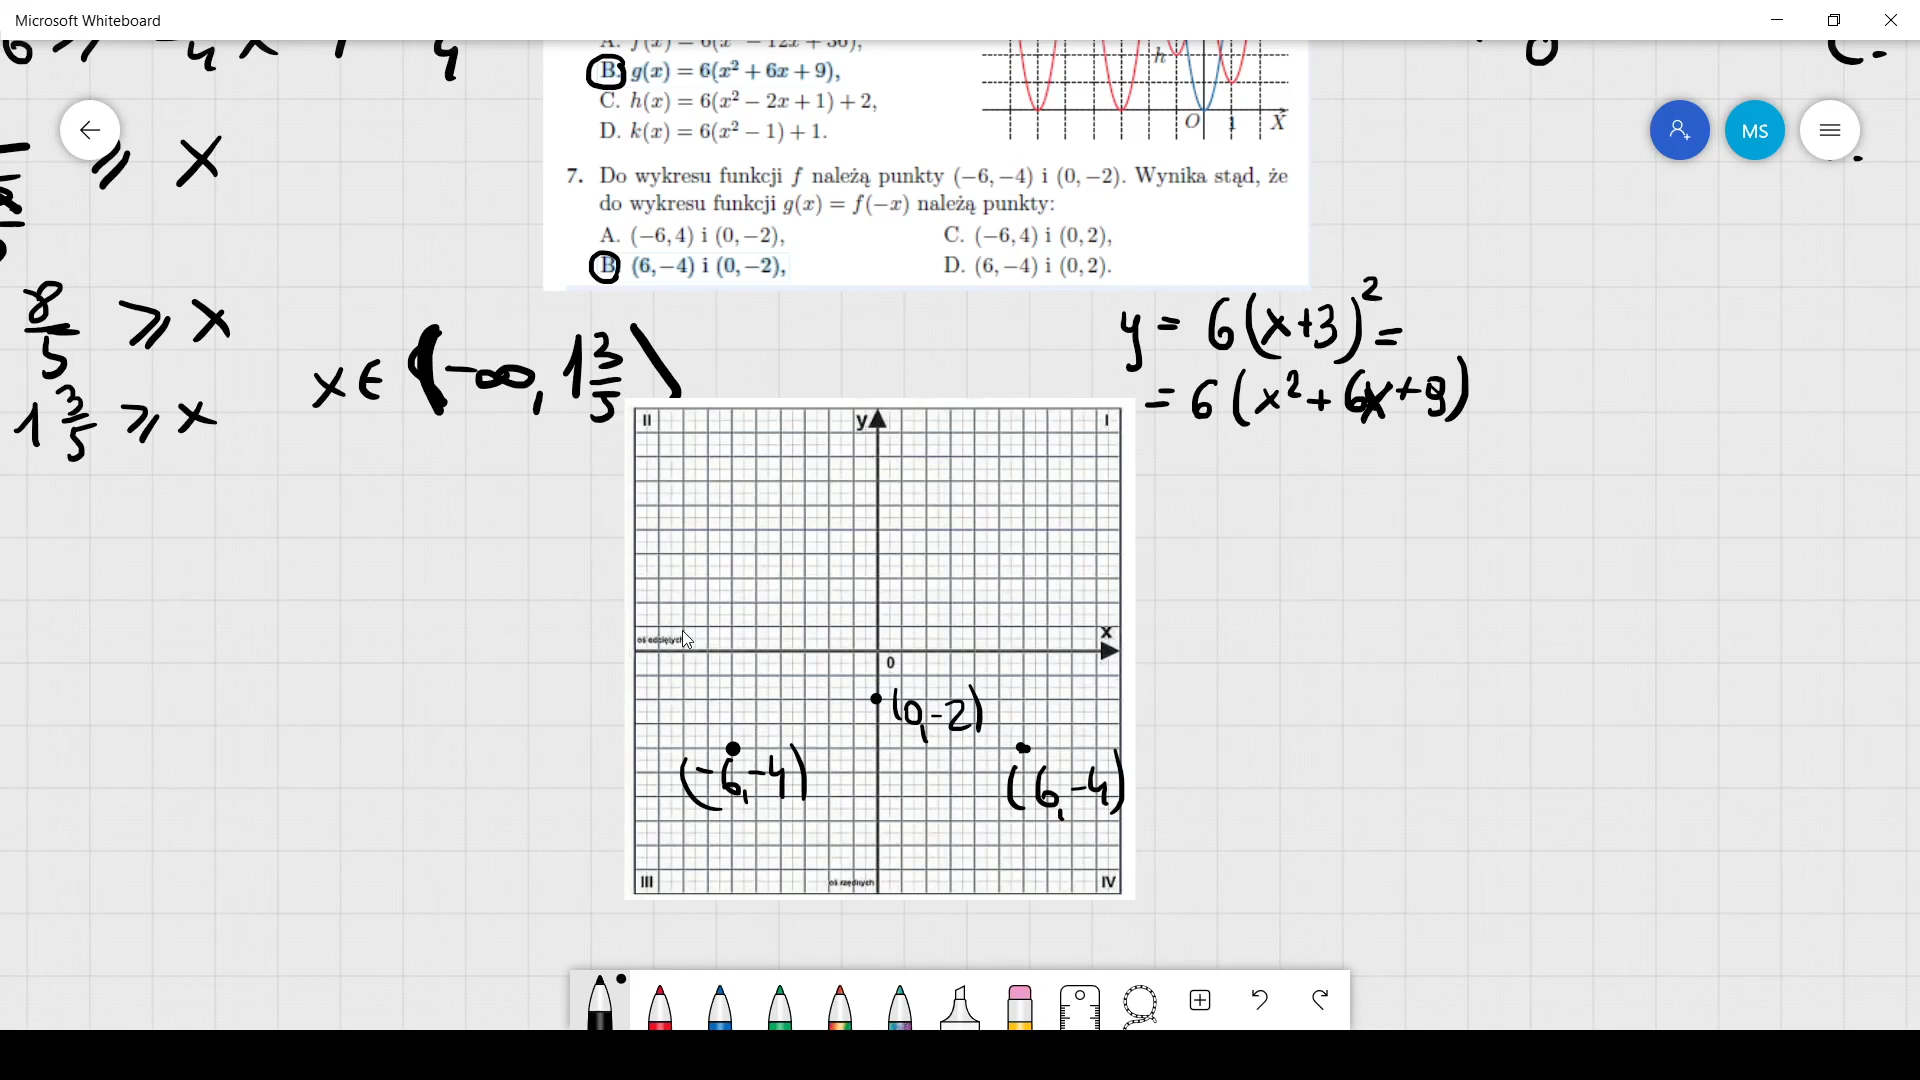 Microsoft Whiteboard
MS
B. g(x) = 6(x² + 6x + 9),
C. h(x) = 6(x² − 2x + 1) + 2,
D. k(x) = 6(x² − 1) + 1.
h
O 1 X
7. Do wykresu funkcji f należą punkty (−6, −4) i (0, −2). Wynika stąd, że
do wykresu funkcji g(x) = f(−x) należą punkty:
A. (−6, 4) i (0, −2),
C. (−6, 4) i (0, 2),
B. (6, −4) i (0, −2),
D. (6, −4) i (0, 2).
⩾ x
8/5 ⩾ x
1 3/5 ⩾ x
x ∈ (−∞, 1 3/5⟩
y = 6(x+3)² =
= 6(x² + 6x + 9)
II y I
oś odciętych x
0
(0,−2)
(−6,−4)
(6,−4)
III oś rzędnych IV